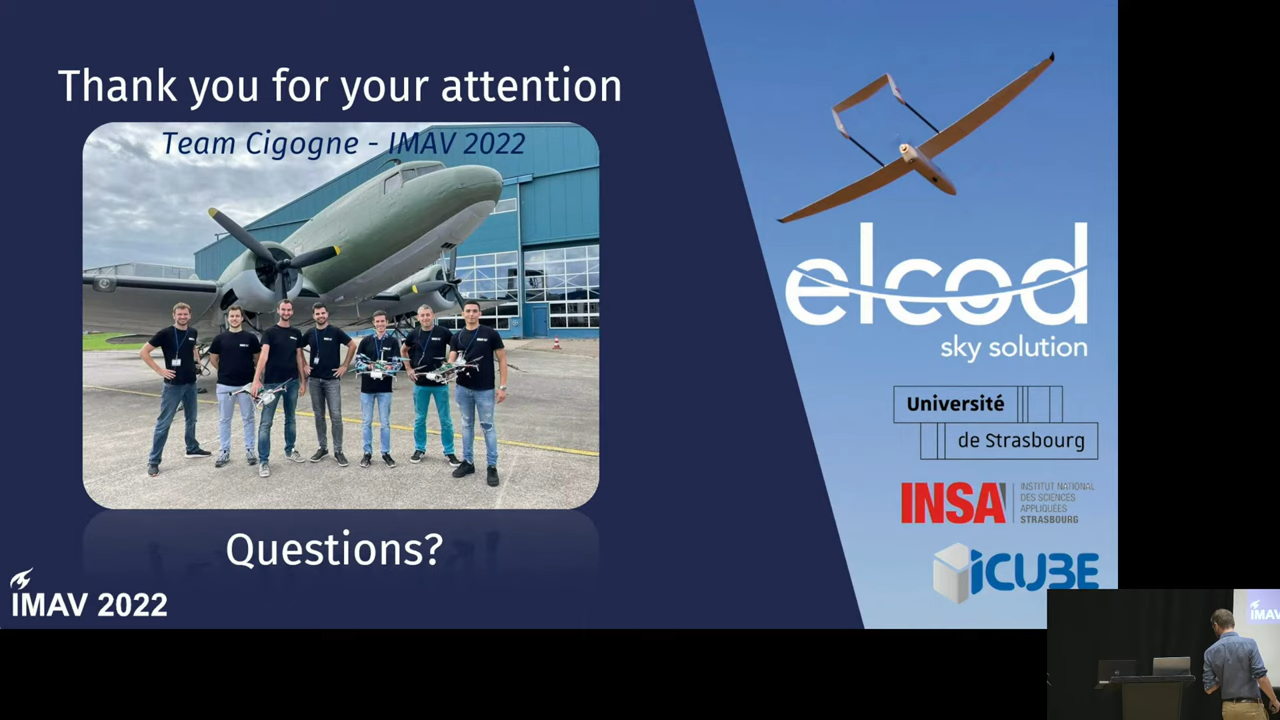 Thank you for your attention
Team Cigogne - IMAV 2022
Questions?
IMAV 2022
elcod
sky solution
Université
de Strasbourg
INSA
INSTITUT NATIONAL
DES SCIENCES
APPLIQUÉES
STRASBOURG
iCUBE
IMAV